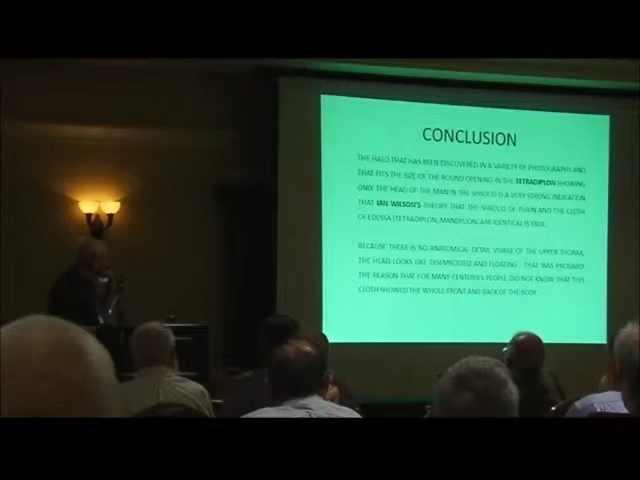 CONCLUSION
THE HALO THAT HAS BEEN DISCOVERED IN A VARIETY OF PHOTOGRAPHS AND
THAT FITS THE SIZE OF THE ROUND OPENING IN THE TETRADIPLON SHOWING
ONLY THE HEAD OF THE MAN IN THE SHROUD IS A VERY STRONG INDICATION
THAT IAN WILSON'S THEORY THAT THE SHROUD OF TURIN AND THE CLOTH
OF EDESSA (TETRADIPLON, MANDYLION) ARE IDENTICAL IS TRUE.
BECAUSE THERE IS NO ANATOMICAL DETAIL VISIBLE OF THE UPPER THORAX,
THE HEAD LOOKS LIKE DISEMBODIED AND FLOATING. THAT WAS PROBABLY
THE REASON THAT FOR MANY CENTURIES PEOPLE DID NOT KNOW THAT THIS
CLOTH SHOWED THE WHOLE FRONT AND BACK OF THE BODY